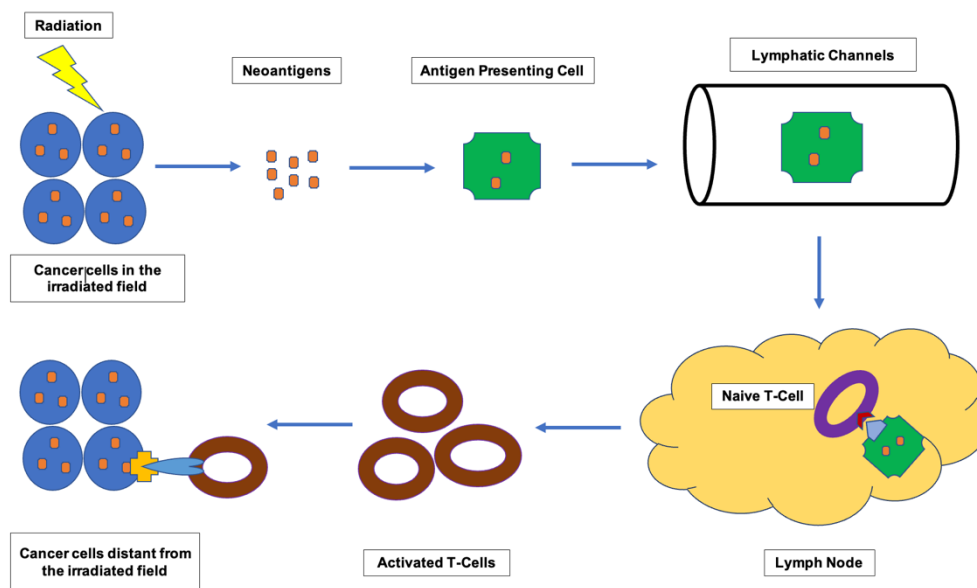 Radiation
Neoantigens
Antigen Presenting Cell
Lymphatic Channels
Cancer cells in the
irradiated field
Naive T-Cell
Cancer cells distant from
the irradiated field
Activated T-Cells
Lymph Node